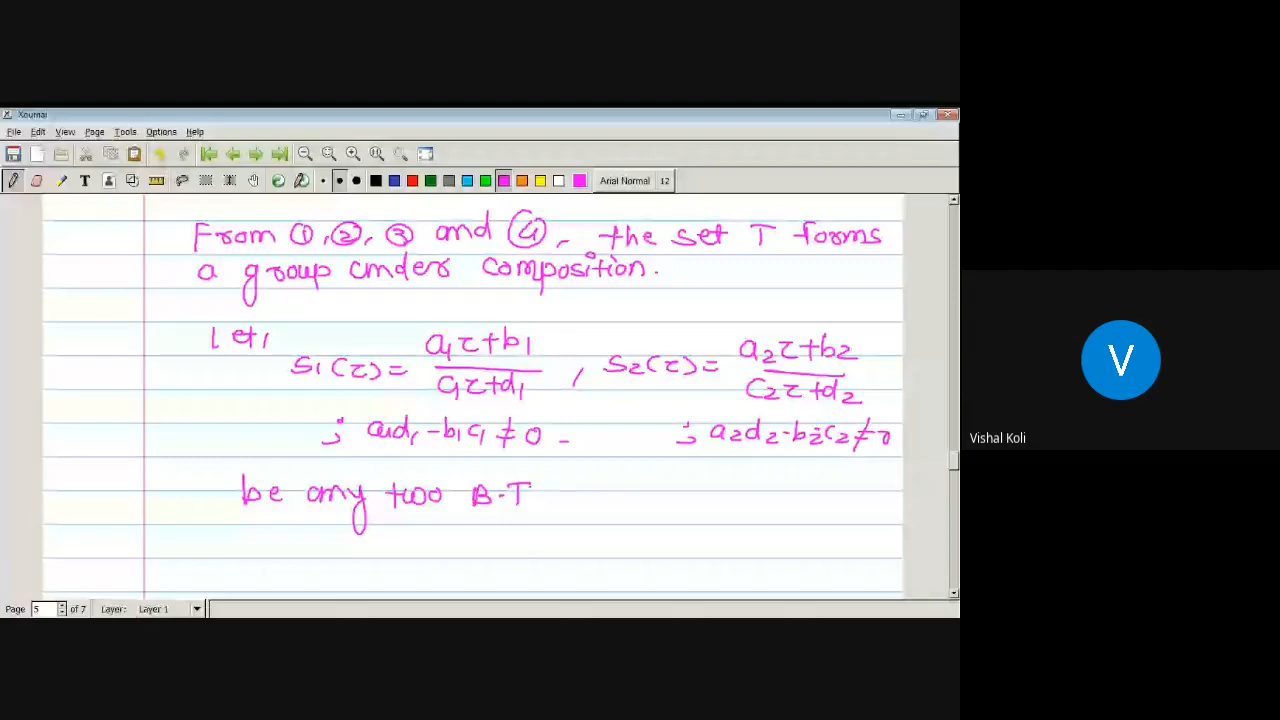 Xournal
File Edit View Page Tools Options Help
Arial Normal 12
From ①, ②, ③ and ④, the set T forms
a group under composition.
let,
S₁(z) = (a₁z+b₁)/(c₁z+d₁) , S₂(z) = (a₂z+b₂)/(c₂z+d₂)
; a₁d₁-b₁c₁≠0 ; a₂d₂-b₂c₂≠0
be any two B.T
Page 5 of 7 Layer: Layer 1
V
Vishal Koli